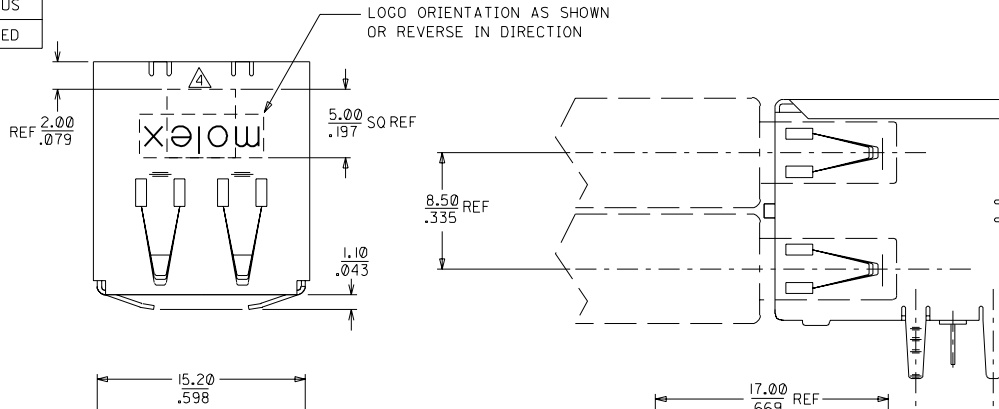 US
ED
LOGO ORIENTATION AS SHOWN
OR REVERSE IN DIRECTION
4
REF 2.00
.079
5.00 SQ REF
.197
molex
8.50 REF
.335
1.10
.043
15.20
.598
17.00 REF
.669